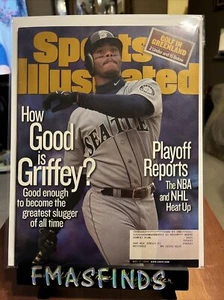 GOLF IN
GREENLAND
Sports
Illustrated
How
Good
is
Griffey?
Good enough
to become the
greatest slugger
of all time
SEATTLE
Playoff
Reports
The NBA
and NHL
Heat Up
FMASFINDS